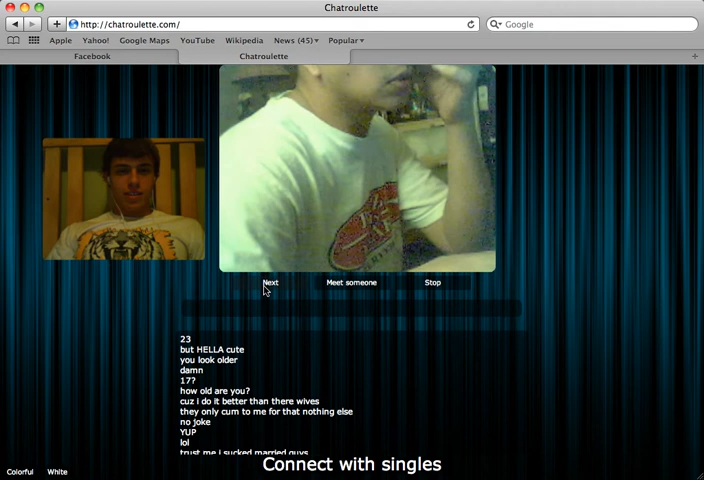 Chatroulette
http://chatroulette.com/
Google
Apple Yahoo! Google Maps YouTube Wikipedia News (45) Popular
Facebook Chatroulette
Next Meet someone Stop
23
but HELLA cute
you look older
damn
17?
how old are you?
cuz i do it better than there wives
they only cum to me for that nothing else
no joke
YUP
lol
trust me i sucked married guys
Connect with singles
Colorful White